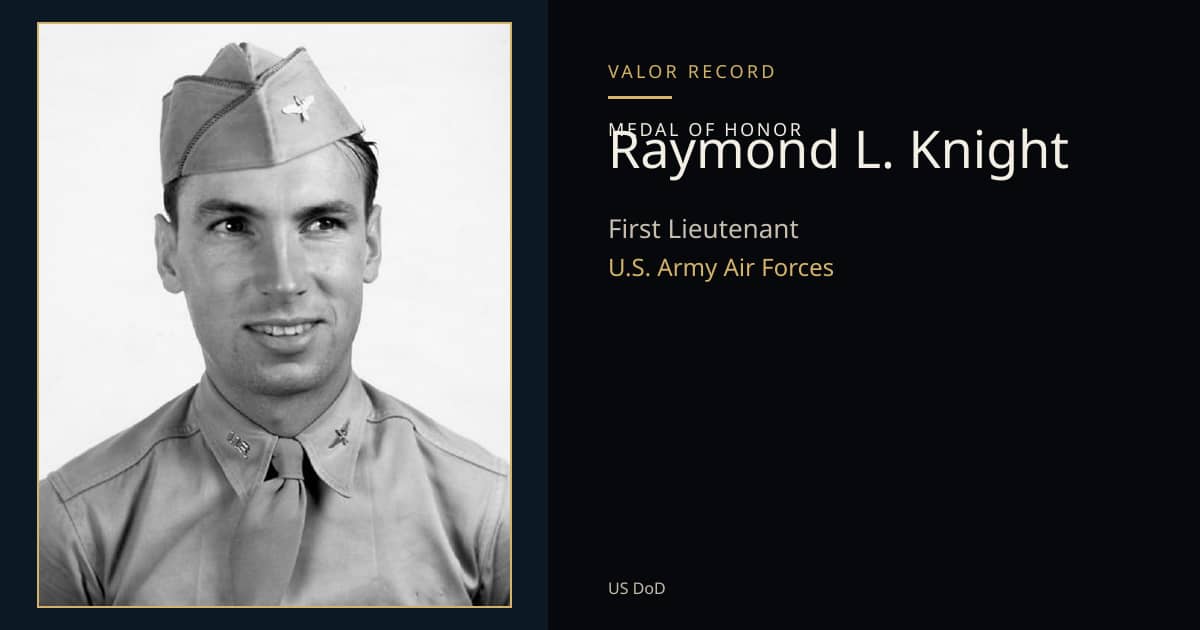 VALOR RECORD
MEDAL OF HONOR
Raymond L. Knight
First Lieutenant
U.S. Army Air Forces
US DoD